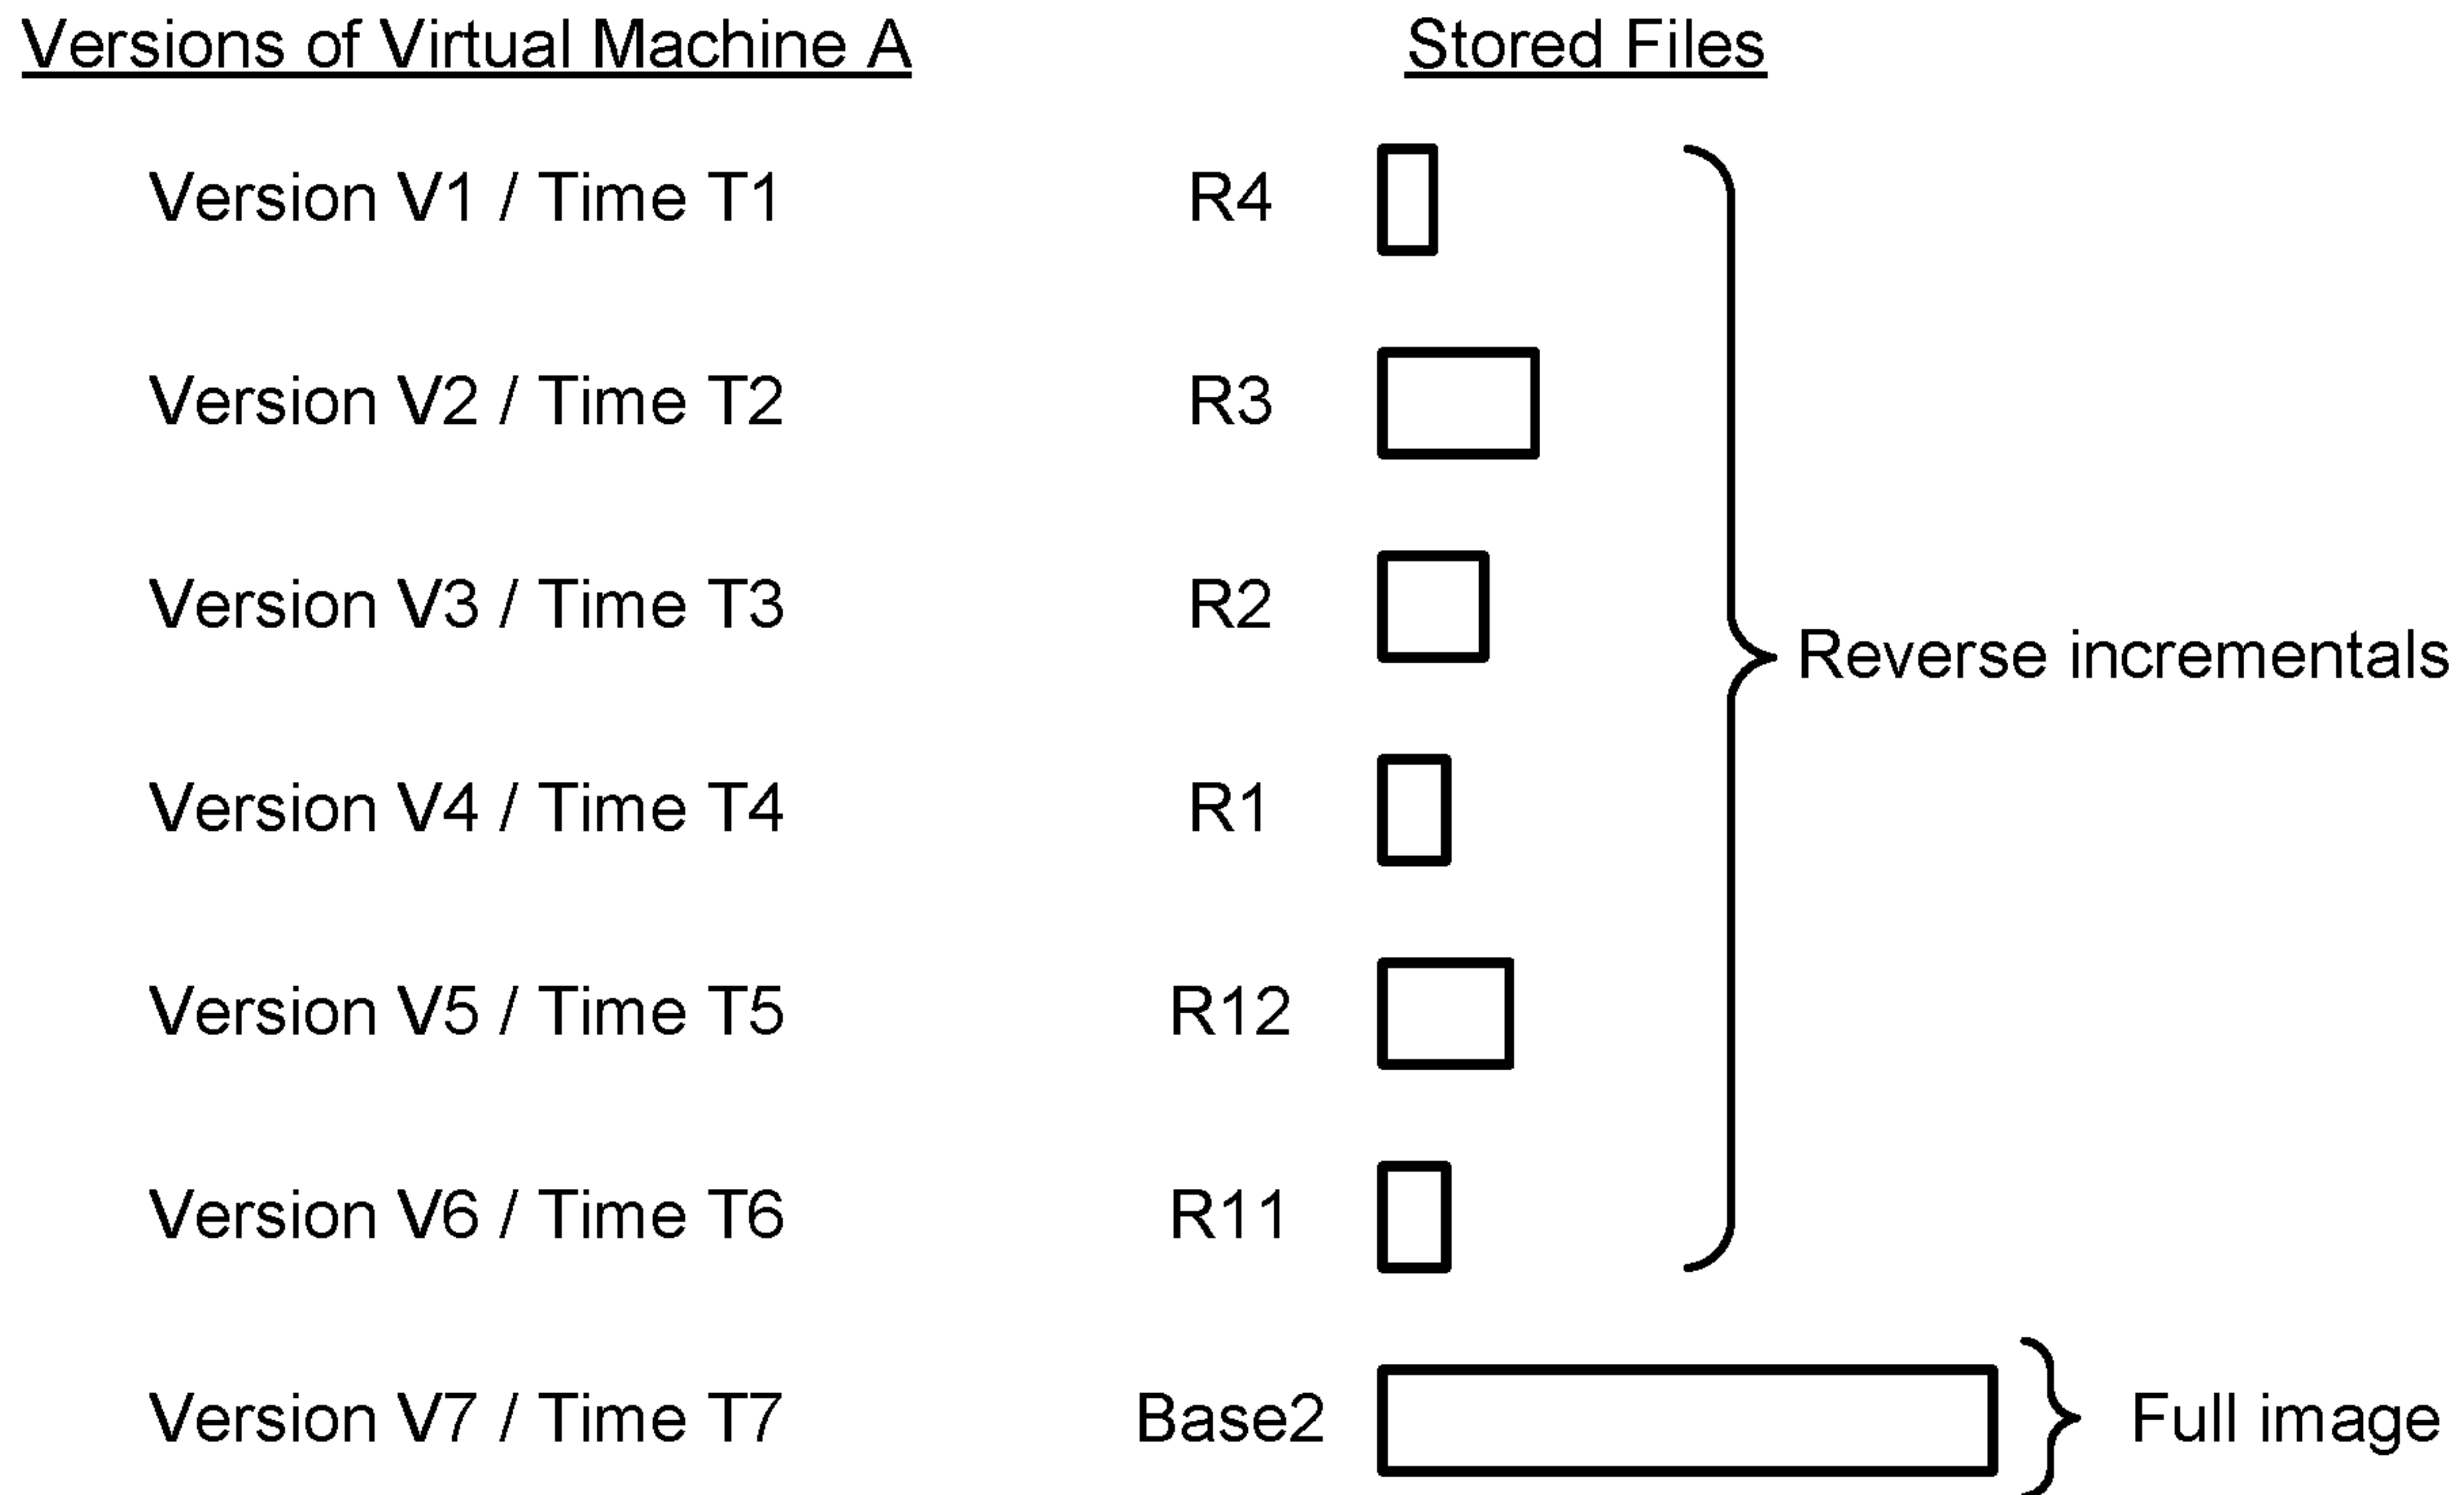 Versions of Virtual Machine A Stored Files
Version V1 / Time T1 R4
Version V2 / Time T2 R3
Version V3 / Time T3 R2
Reverse incrementals
Version V4 / Time T4 R1
Version V5 / Time T5 R12
Version V6 / Time T6 R11
Version V7 / Time T7 Base2 Full image